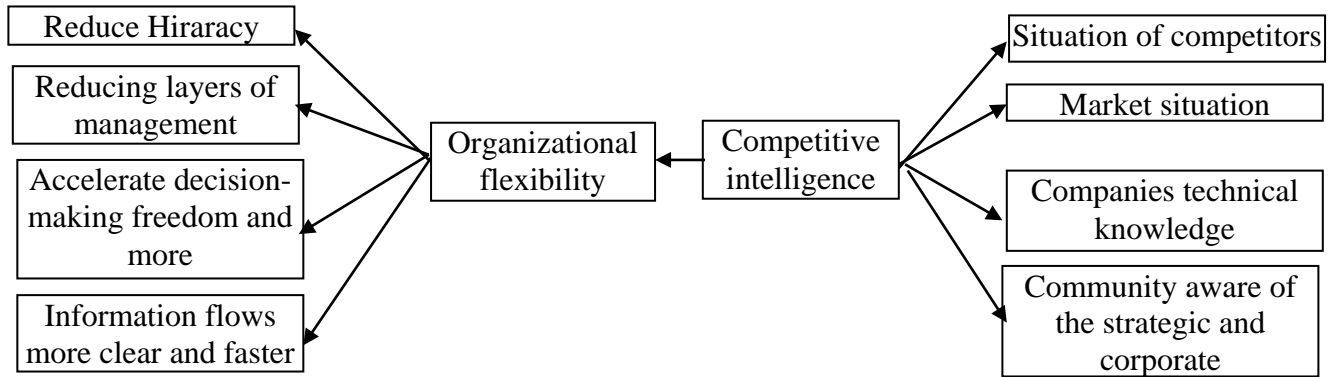 Reduce Hiraracy
Reducing layers of
management
Accelerate decision-
making freedom and
more
Information flows
more clear and faster
Organizational
flexibility
Competitive
intelligence
Situation of competitors
Market situation
Companies technical
knowledge
Community aware of
the strategic and
corporate